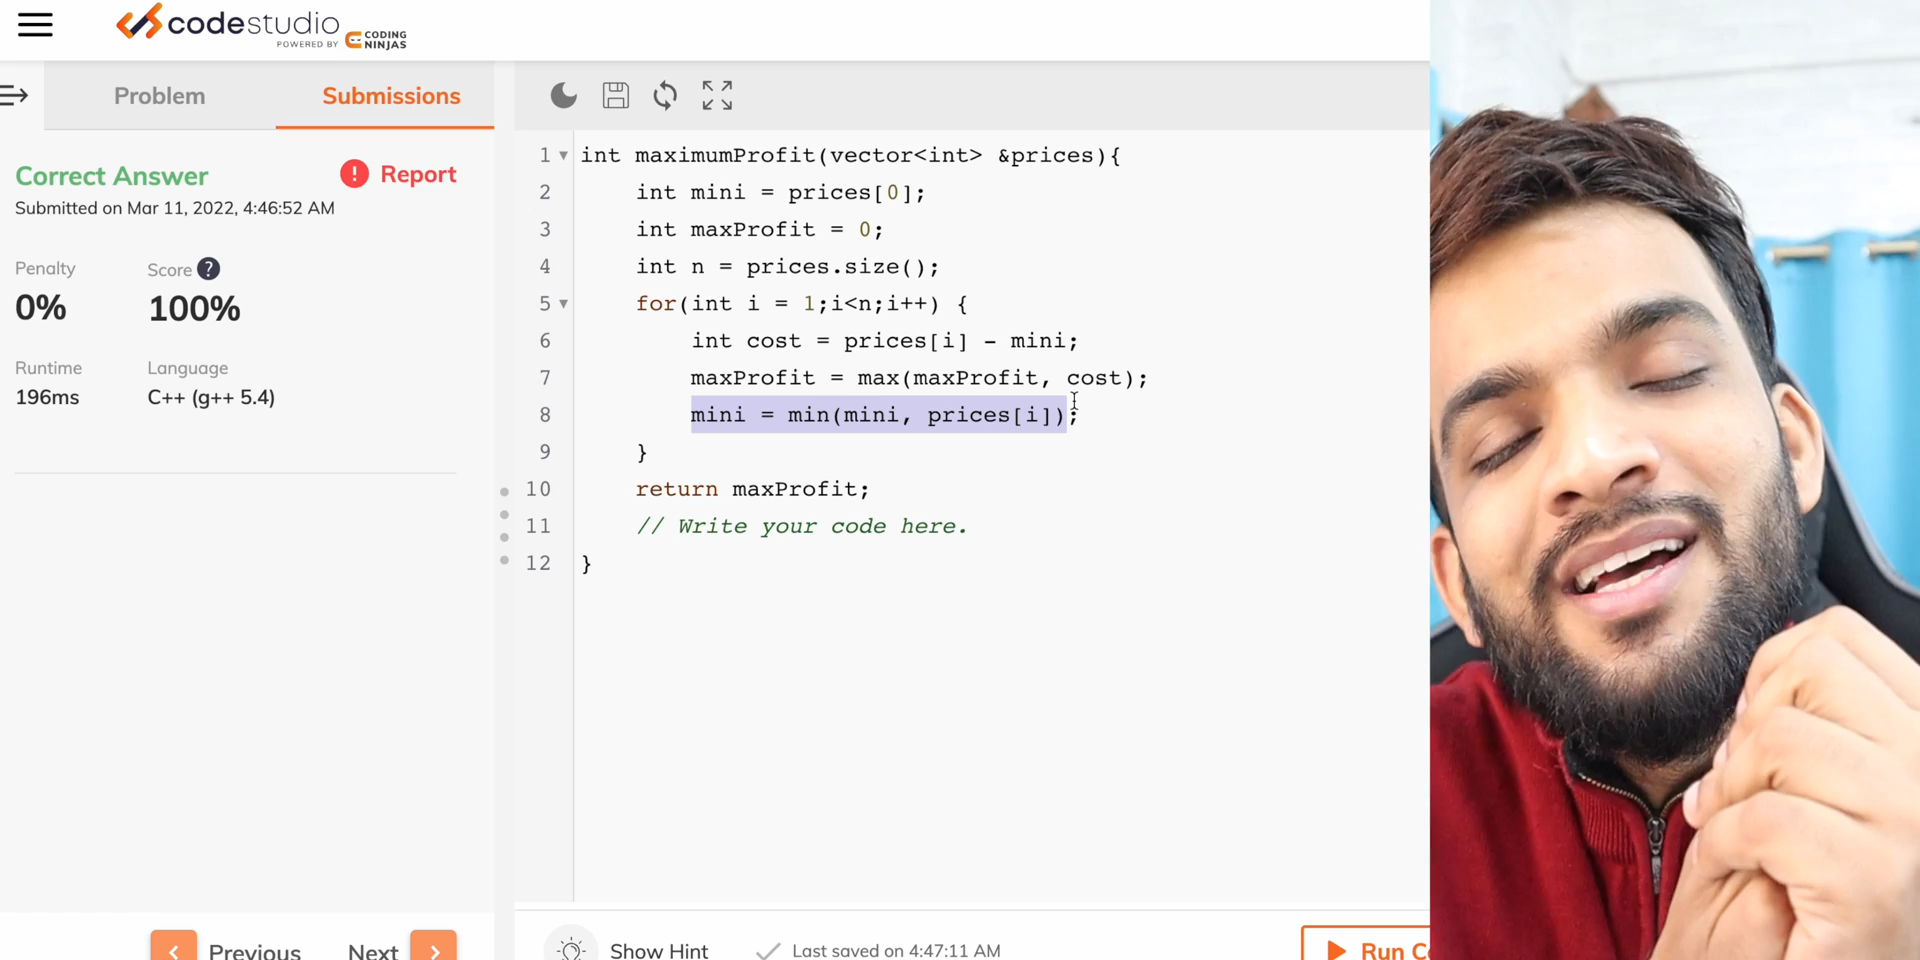 codestudio
POWERED BY CODING NINJAS
Problem
Submissions
Correct Answer
! Report
Submitted on Mar 11, 2022, 4:46:52 AM
Penalty
Score ?
0%
100%
Runtime
Language
196ms
C++ (g++ 5.4)
Previous
Next
1 int maximumProfit(vector<int> &prices){
2 int mini = prices[0];
3 int maxProfit = 0;
4 int n = prices.size();
5 for(int i = 1;i<n;i++) {
6 int cost = prices[i] - mini;
7 maxProfit = max(maxProfit, cost);
8 mini = min(mini, prices[i]);
9 }
10 return maxProfit;
11 // Write your code here.
12 }
Show Hint
Last saved on 4:47:11 AM
Run